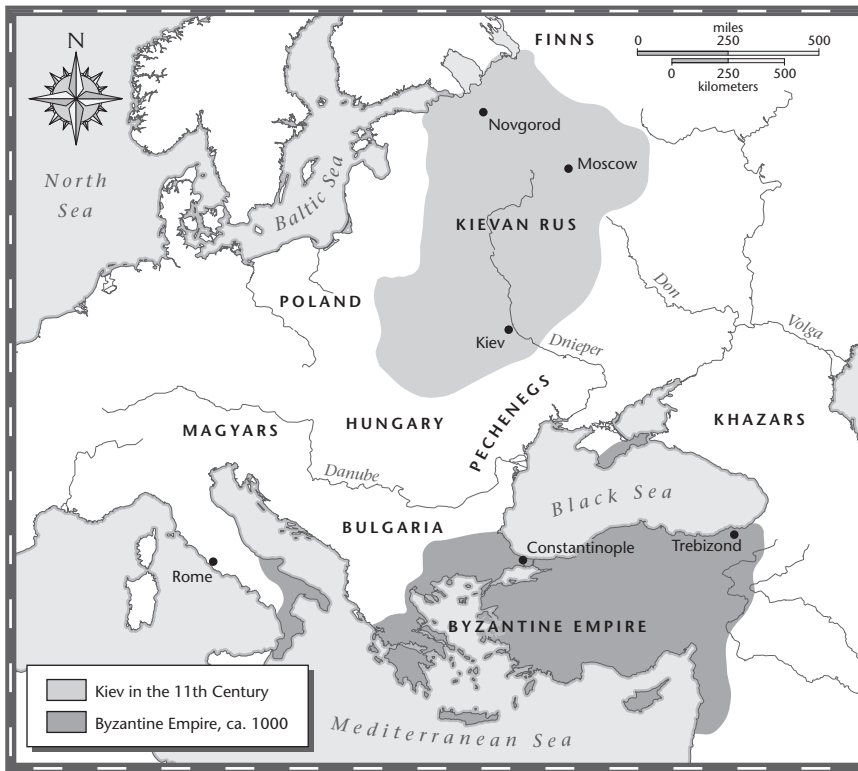 N
FINNS
miles
0 250 500
0 250 500
kilometers
Novgorod
Moscow
North
Sea
Baltic Sea
KIEVAN RUS
POLAND
Don
Volga
Kiev
Dnieper
PECHENEGS
HUNGARY
MAGYARS
KHAZARS
Danube
Black Sea
BULGARIA
Constantinople
Trebizond
Rome
BYZANTINE EMPIRE
Kiev in the 11th Century
Byzantine Empire, ca. 1000
Mediterranean Sea